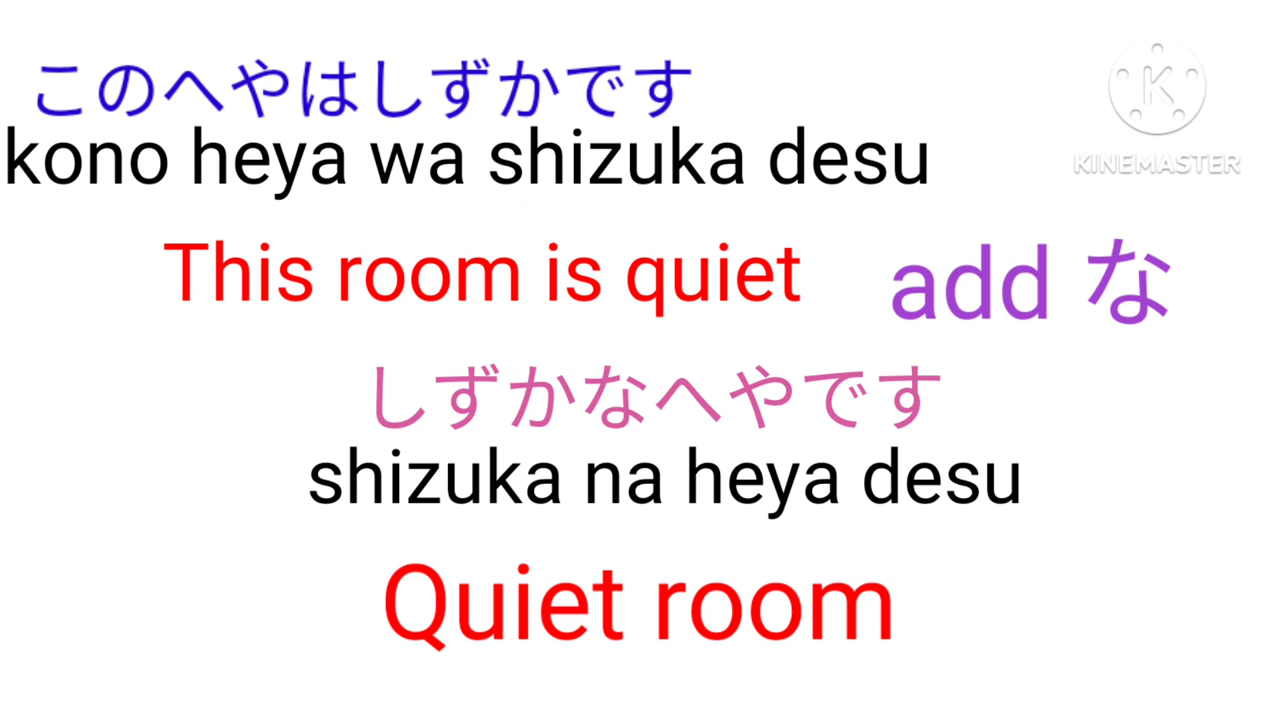 このへやはしずかです
kono heya wa shizuka desu
This room is quiet
add な
しずかなへやです
shizuka na heya desu
Quiet room
K
KINEMASTER